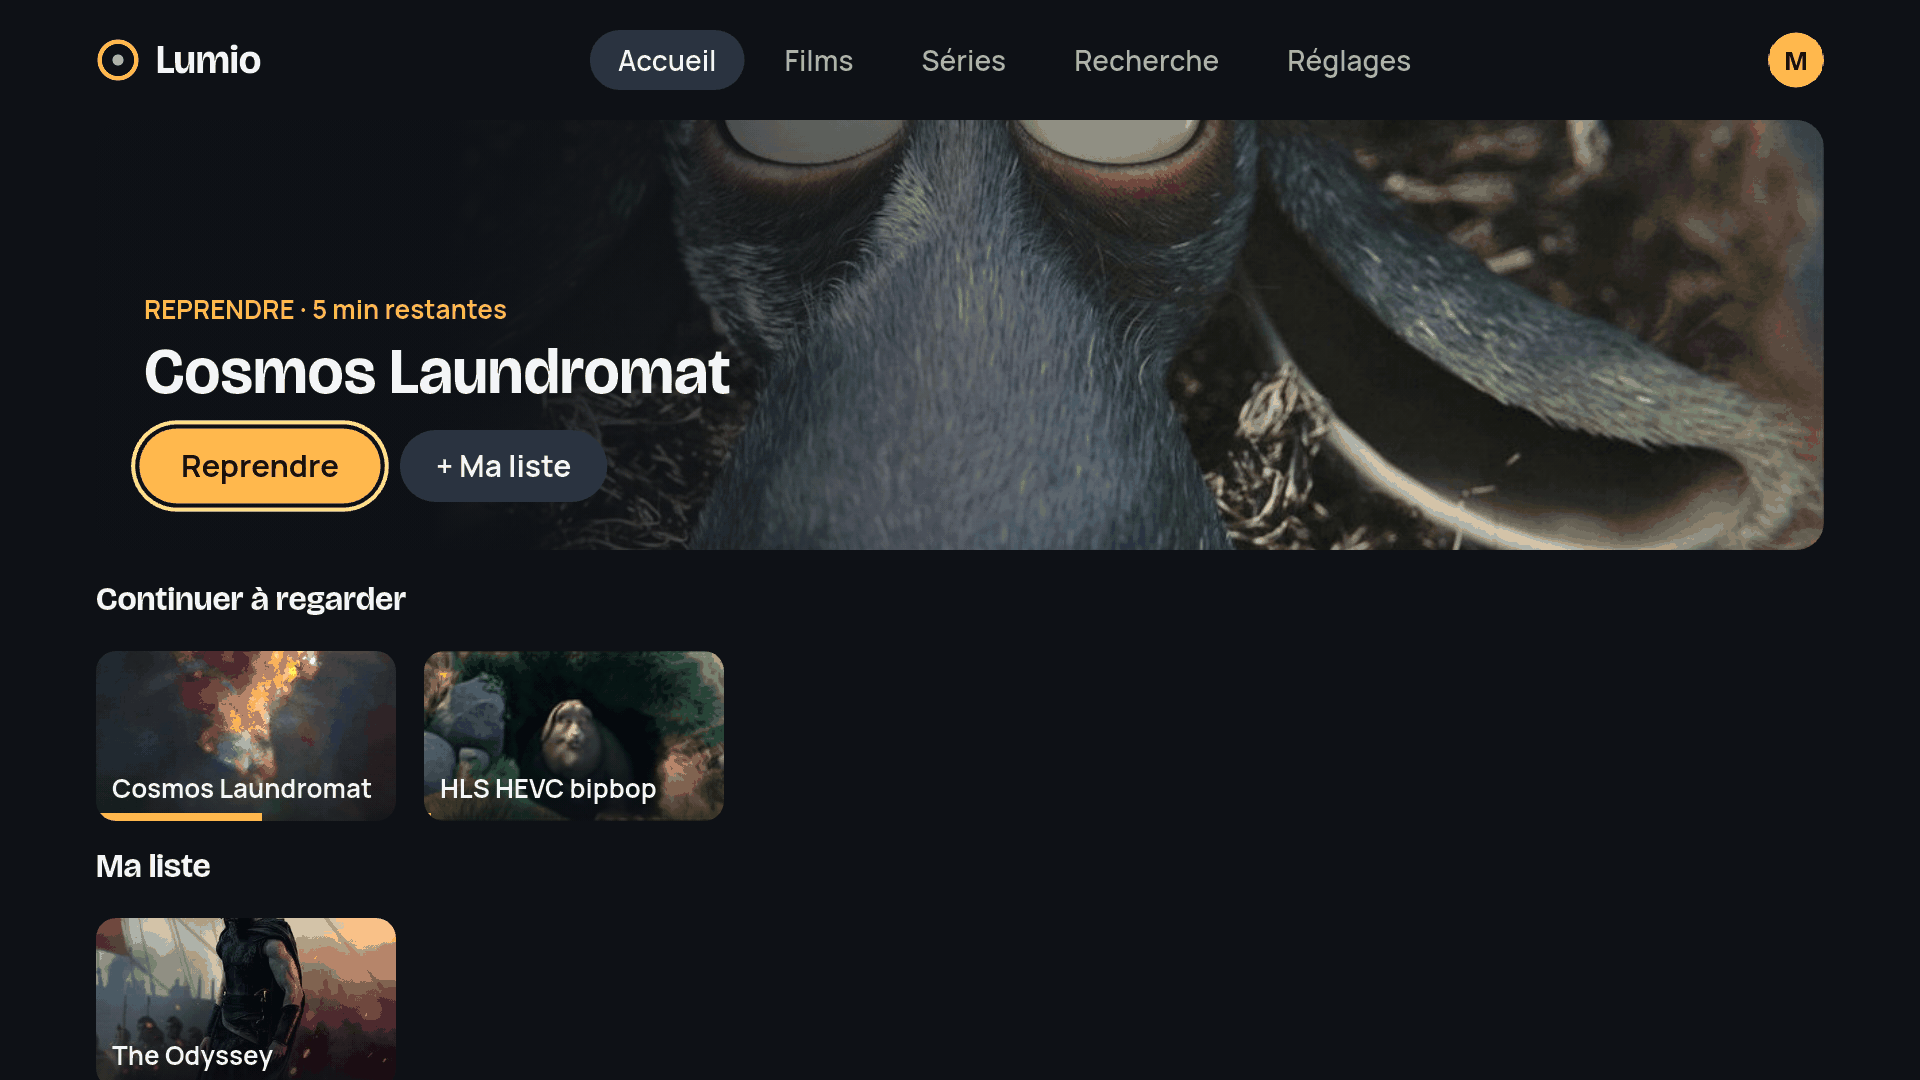 Lumio
Accueil
Films
Séries
Recherche
Réglages
M
REPRENDRE · 5 min restantes
Cosmos Laundromat
Reprendre
+ Ma liste
Continuer à regarder
Cosmos Laundromat
HLS HEVC bipbop
Ma liste
The Odyssey